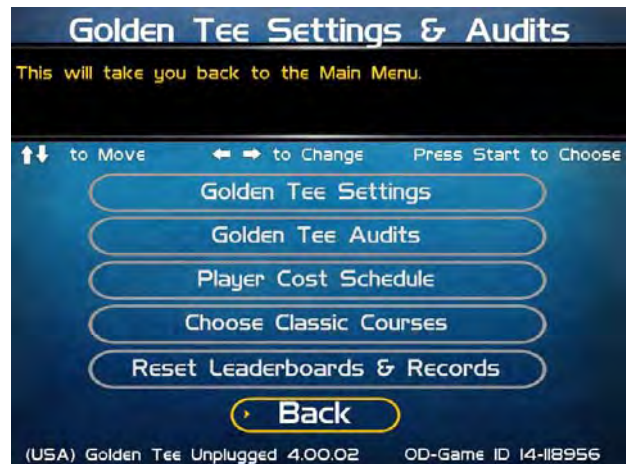 Golden Tee Settings & Audits
This will take you back to the Main Menu.
↑↓ to Move ← → to Change Press Start to Choose
Golden Tee Settings
Golden Tee Audits
Player Cost Schedule
Choose Classic Courses
Reset Leaderboards & Records
Back
(USA) Golden Tee Unplugged 4.00.02 OD-Game ID 14-118956